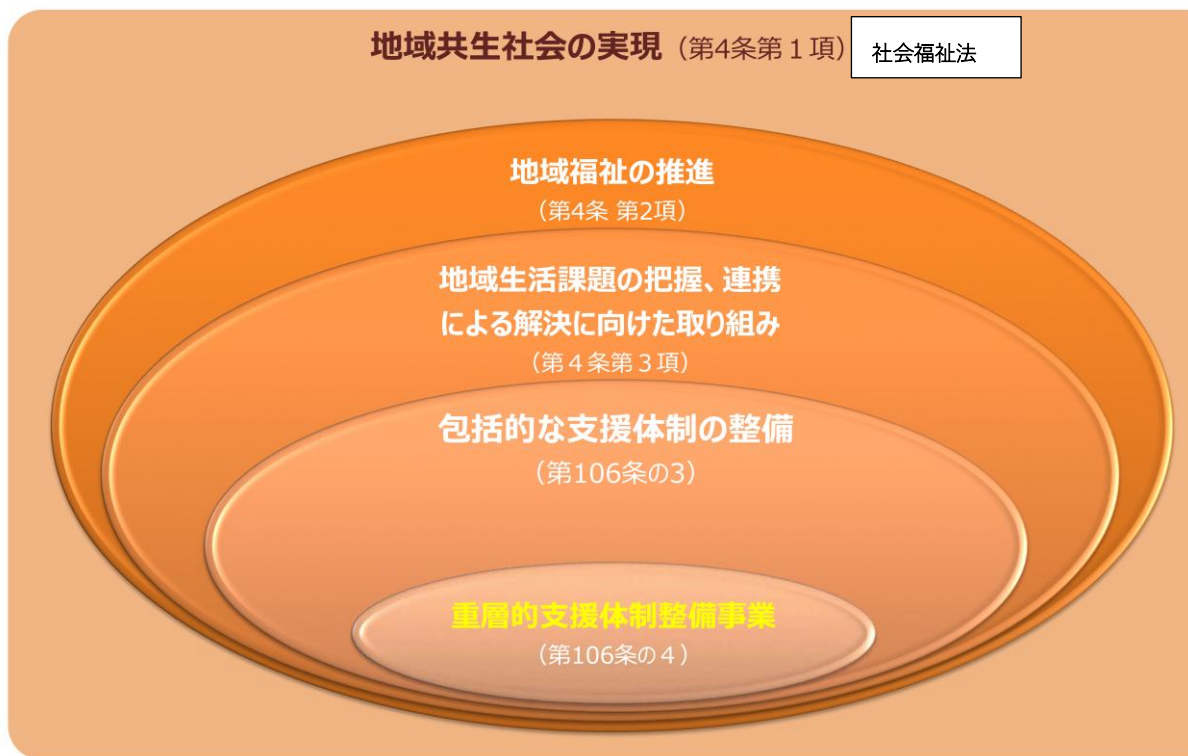 地域共生社会の実現（第4条第１項） 社会福祉法
地域福祉の推進
（第4条 第2項）
地域生活課題の把握、連携
による解決に向けた取り組み
（第４条第３項）
包括的な支援体制の整備
（第106条の3）
重層的支援体制整備事業
（第106条の４）